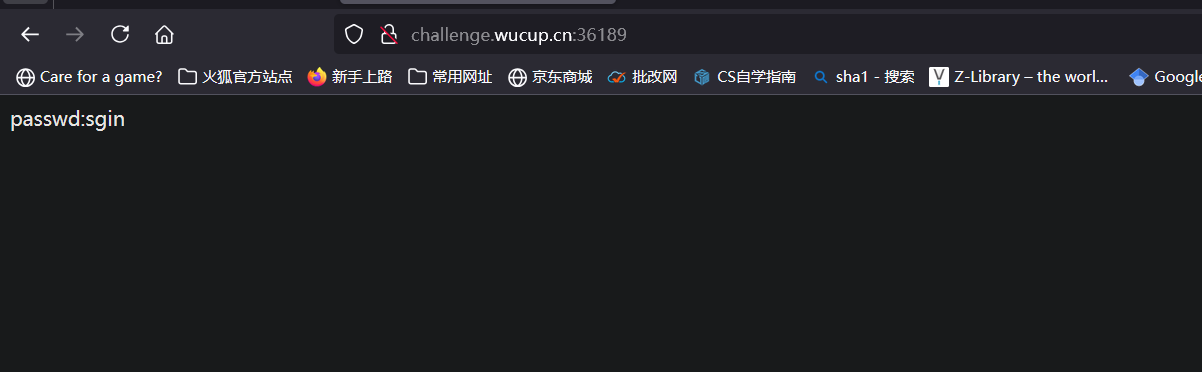 challenge.wucup.cn:36189
Care for a game? 火狐官方站点 新手上路 常用网址 京东商城 批改网 CS自学指南 sha1 - 搜索 Z-Library – the worl... Google
passwd:sgin